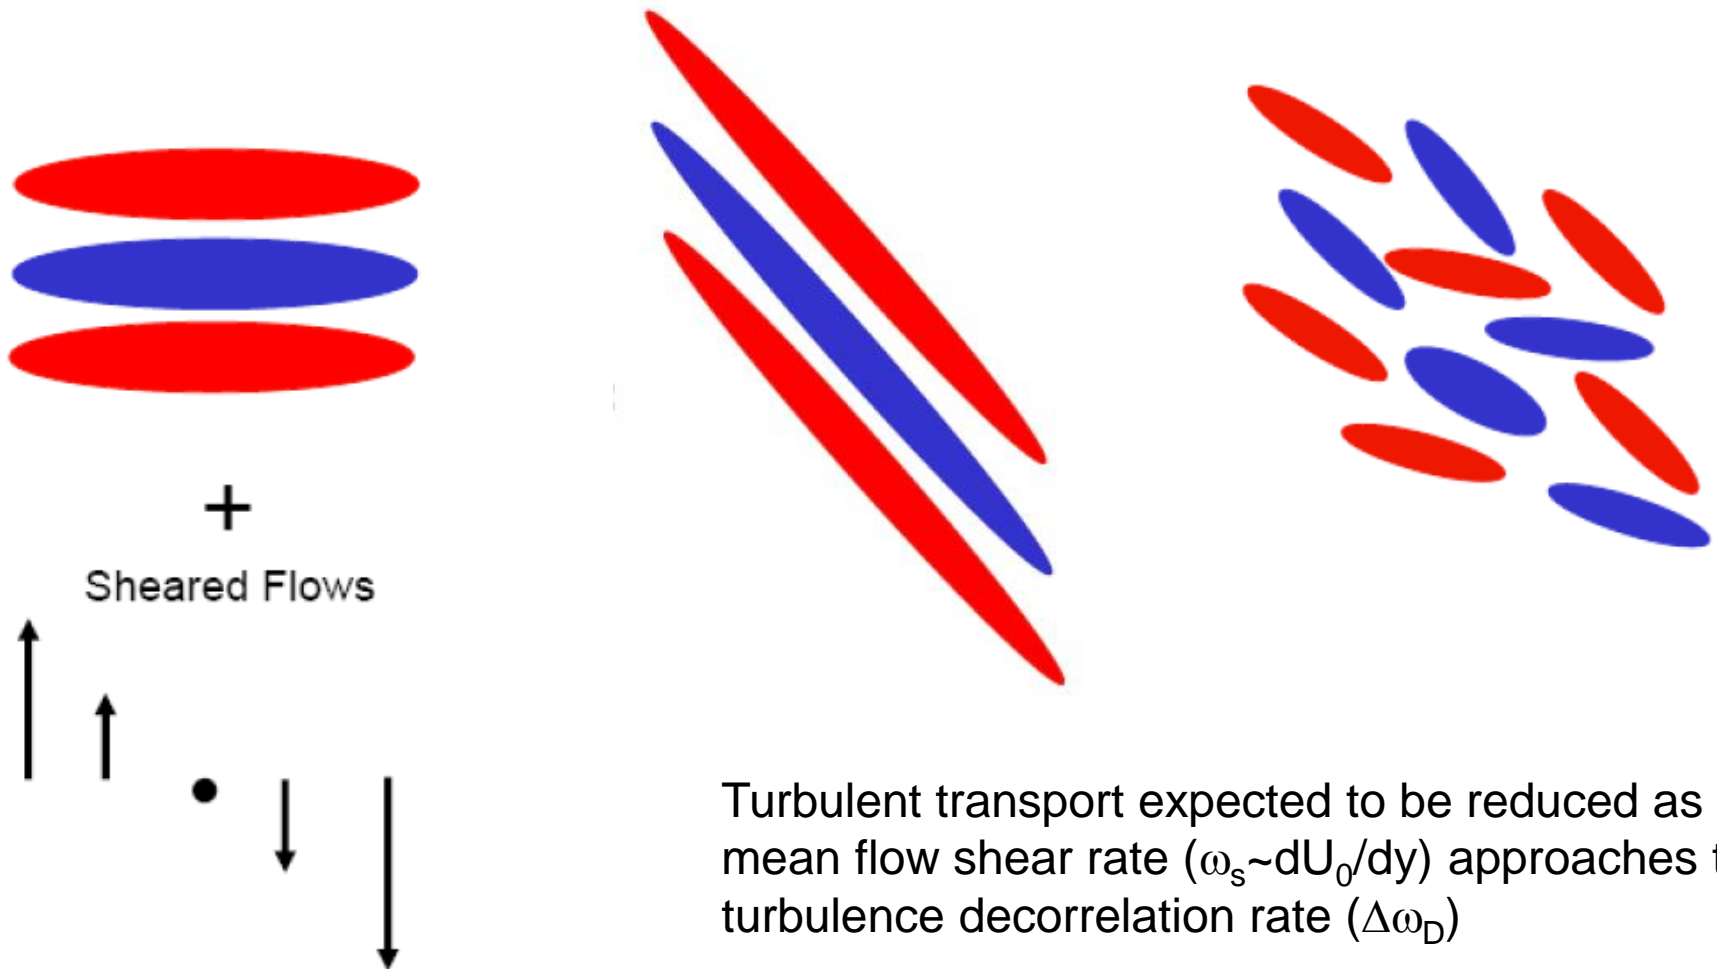 +
Sheared Flows
Turbulent transport expected to be reduced as
mean flow shear rate (ωs~dU0/dy) approaches
turbulence decorrelation rate (ΔωD)